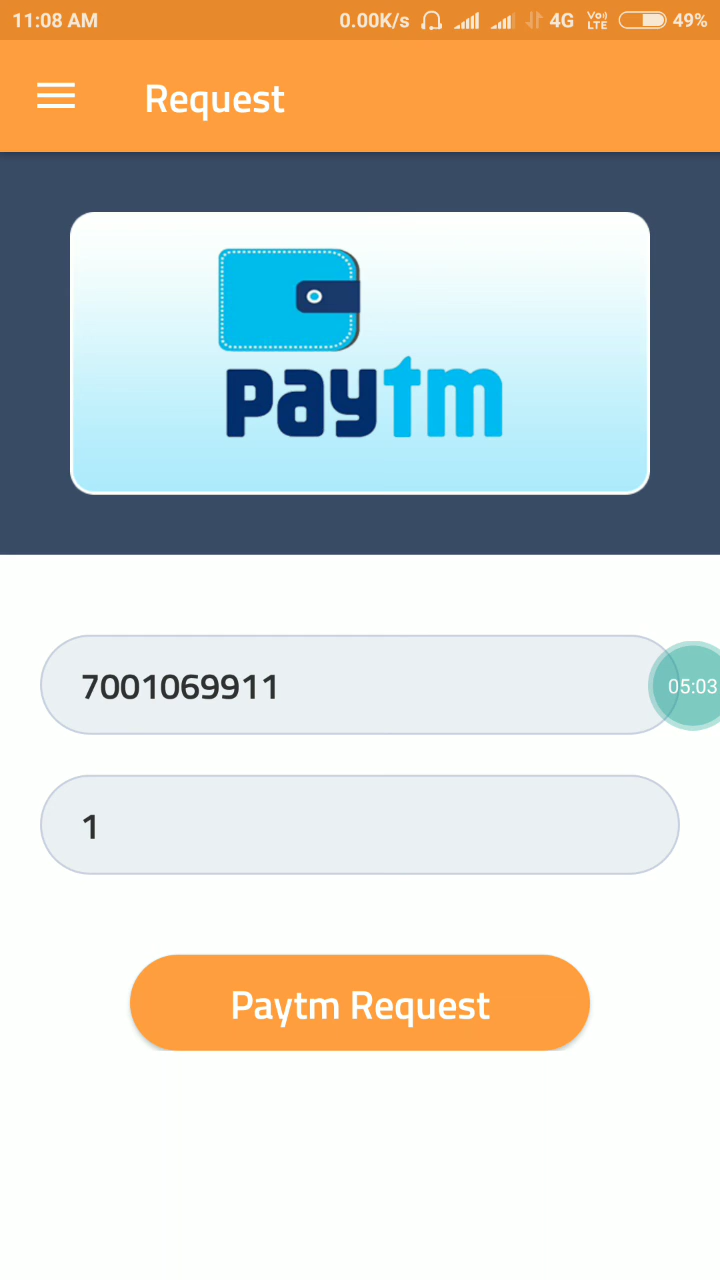 11:08 AM 0.00K/s 4G Vo) LTE 49%
Request
paytm
7001069911
05:03
1
Paytm Request